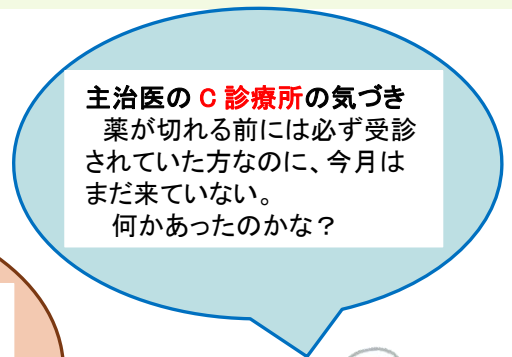 主治医の C 診療所の気づき
薬が切れる前には必ず受診
されていた方なのに、今月は
まだ来ていない。
何かあったのかな？